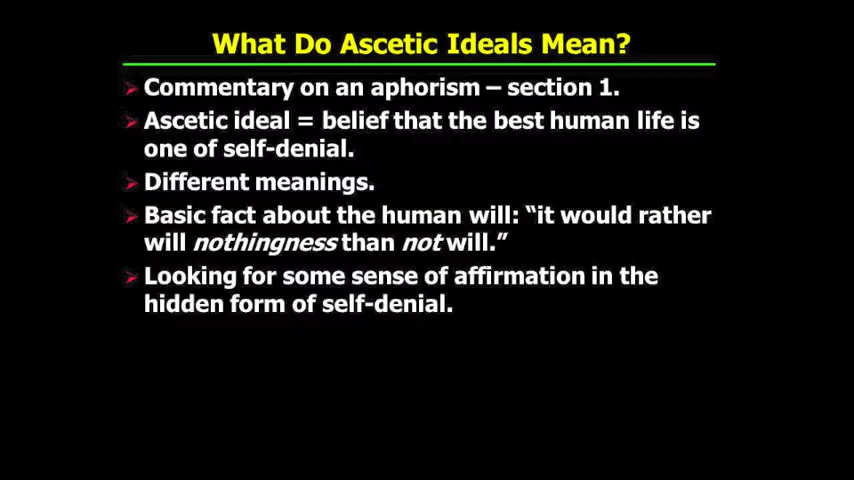 What Do Ascetic Ideals Mean?
Commentary on an aphorism – section 1.
Ascetic ideal = belief that the best human life is
one of self-denial.
Different meanings.
Basic fact about the human will: “it would rather
will nothingness than not will.”
Looking for some sense of affirmation in the
hidden form of self-denial.